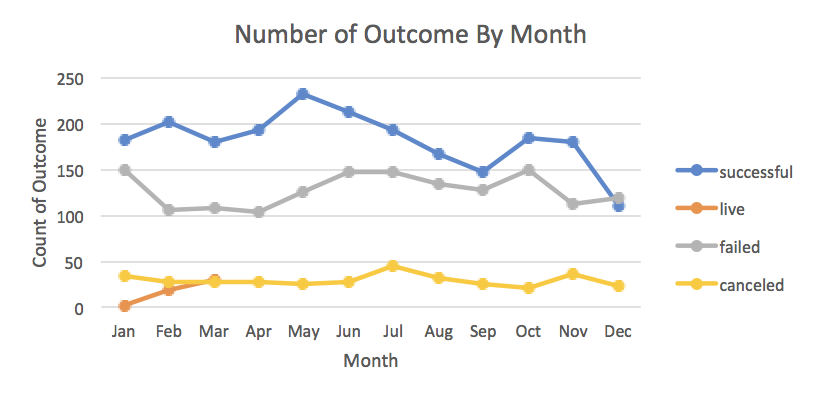 Number of Outcome By Month
Count of Outcome
250
200
150
100
50
0
Jan Feb Mar Apr May Jun Jul Aug Sep Oct Nov Dec
Month
successful
live
failed
canceled